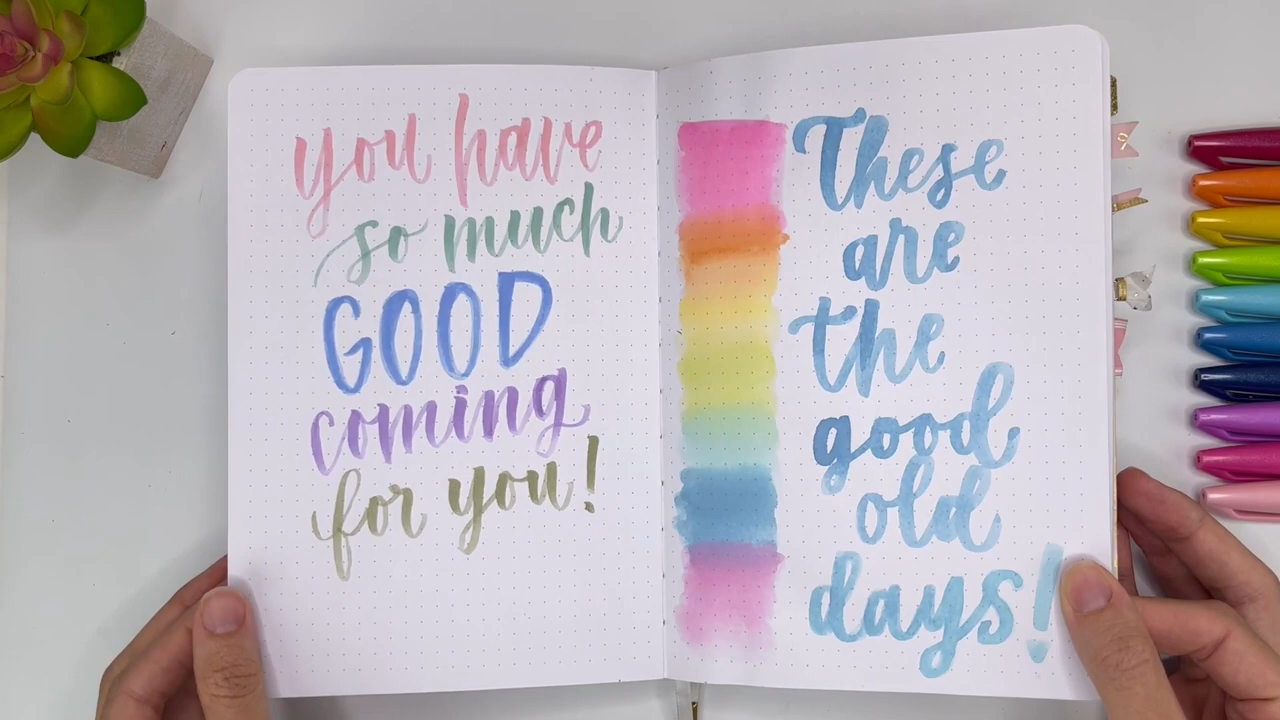 you have
so much
GOOD
coming
for you!
These
are
the
good
old
days!